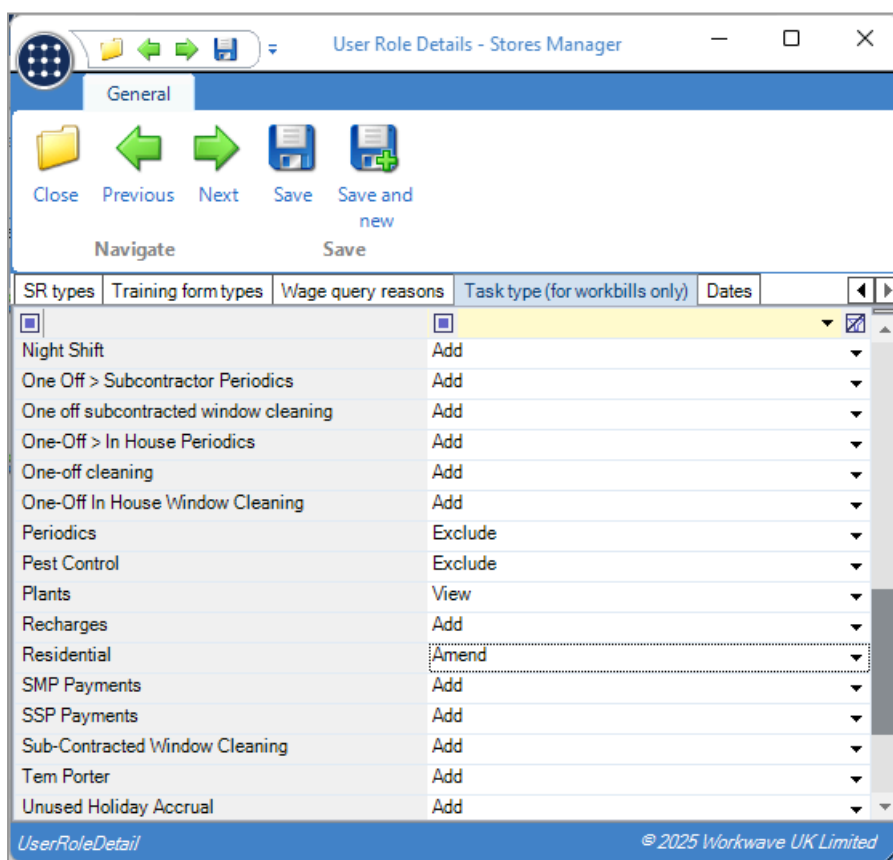 User Role Details - Stores Manager
General
Close Previous Next Save Save and new
Navigate Save
SR types Training form types Wage query reasons Task type (for workbills only) Dates
Night Shift Add
One Off > Subcontractor Periodics Add
One off subcontracted window cleaning Add
One-Off > In House Periodics Add
One-off cleaning Add
One-Off In House Window Cleaning Add
Periodics Exclude
Pest Control Exclude
Plants View
Recharges Add
Residential Amend
SMP Payments Add
SSP Payments Add
Sub-Contracted Window Cleaning Add
Tem Porter Add
Unused Holiday Accrual Add
UserRoleDetail © 2025 Workwave UK Limited